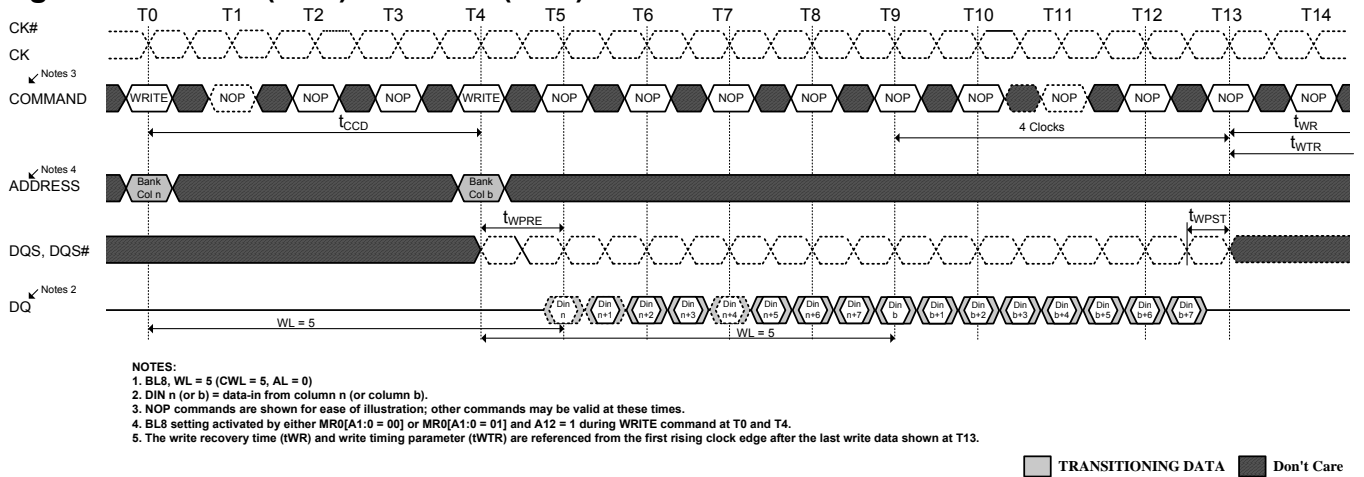 T0 T1 T2 T3 T4 T5 T6 T7 T8 T9 T10 T11 T12 T13 T14
CK#
CK
Notes 3
COMMAND
WRITE NOP NOP NOP WRITE NOP NOP NOP NOP NOP NOP NOP NOP NOP NOP
tCCD
4 Clocks
tWR
tWTR
Notes 4
ADDRESS
Bank Col n
Bank Col b
tWPRE
tWPST
DQS, DQS#
Notes 2
DQ
Din n Din n+1 Din n+2 Din n+3 Din n+4 Din n+5 Din n+6 Din n+7 Din b Din b+1 Din b+2 Din b+3 Din b+4 Din b+5 Din b+6 Din b+7
WL = 5
WL = 5
NOTES:
1. BL8, WL = 5 (CWL = 5, AL = 0)
2. DIN n (or b) = data-in from column n (or column b).
3. NOP commands are shown for ease of illustration; other commands may be valid at these times.
4. BL8 setting activated by either MR0[A1:0 = 00] or MR0[A1:0 = 01] and A12 = 1 during WRITE command at T0 and T4.
5. The write recovery time (tWR) and write timing parameter (tWTR) are referenced from the first rising clock edge after the last write data shown at T13.
TRANSITIONING DATA
Don't Care